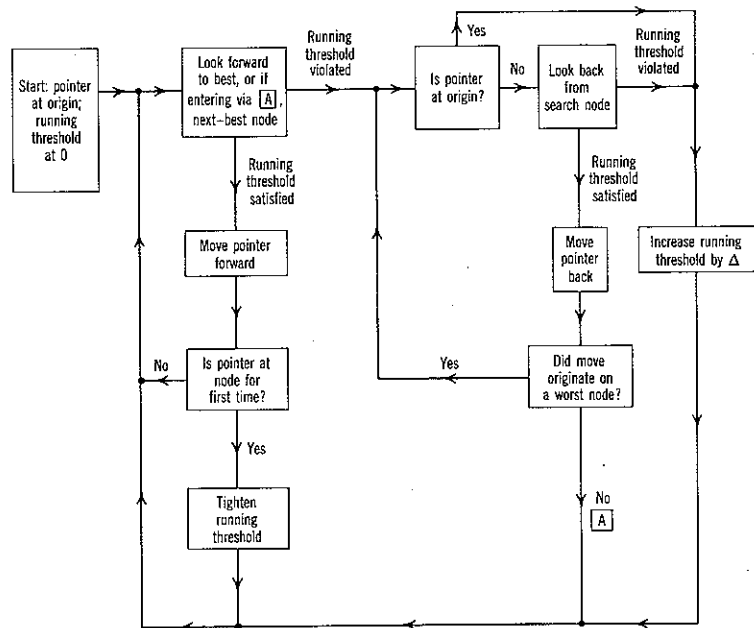 Start: pointer
at origin;
running
threshold
at 0
Look forward
to best, or if
entering via A ,
next-best node
Running
threshold
violated
Yes
Is pointer
at origin?
No
Look back
from
search node
Running
threshold
violated
Running
threshold
satisfied
Running
threshold
satisfied
Move pointer
forward
Move
pointer
back
Increase running
threshold by Δ
No
Is pointer at
node for
first time?
Yes
Did move
originate on
a worst node?
Yes
Tighten
running
threshold
No
A